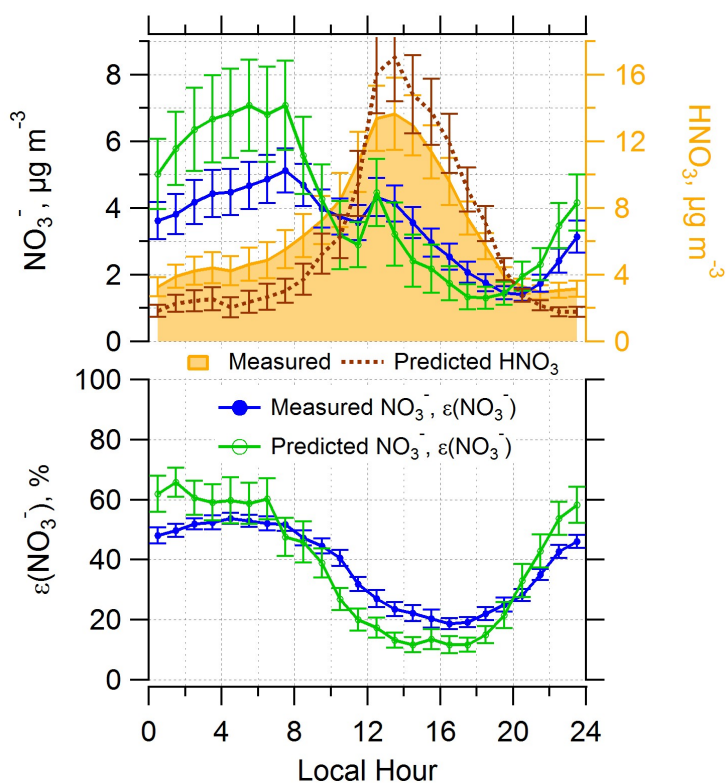 NO₃⁻, µg m⁻³
8
6
4
2
0
16
12
8
4
0
HNO₃, µg m⁻³
Measured Predicted HNO₃
Measured NO₃⁻, ε(NO₃⁻)
Predicted NO₃⁻, ε(NO₃⁻)
ε(NO₃⁻), %
100
80
60
40
20
0
0 4 8 12 16 20 24
Local Hour